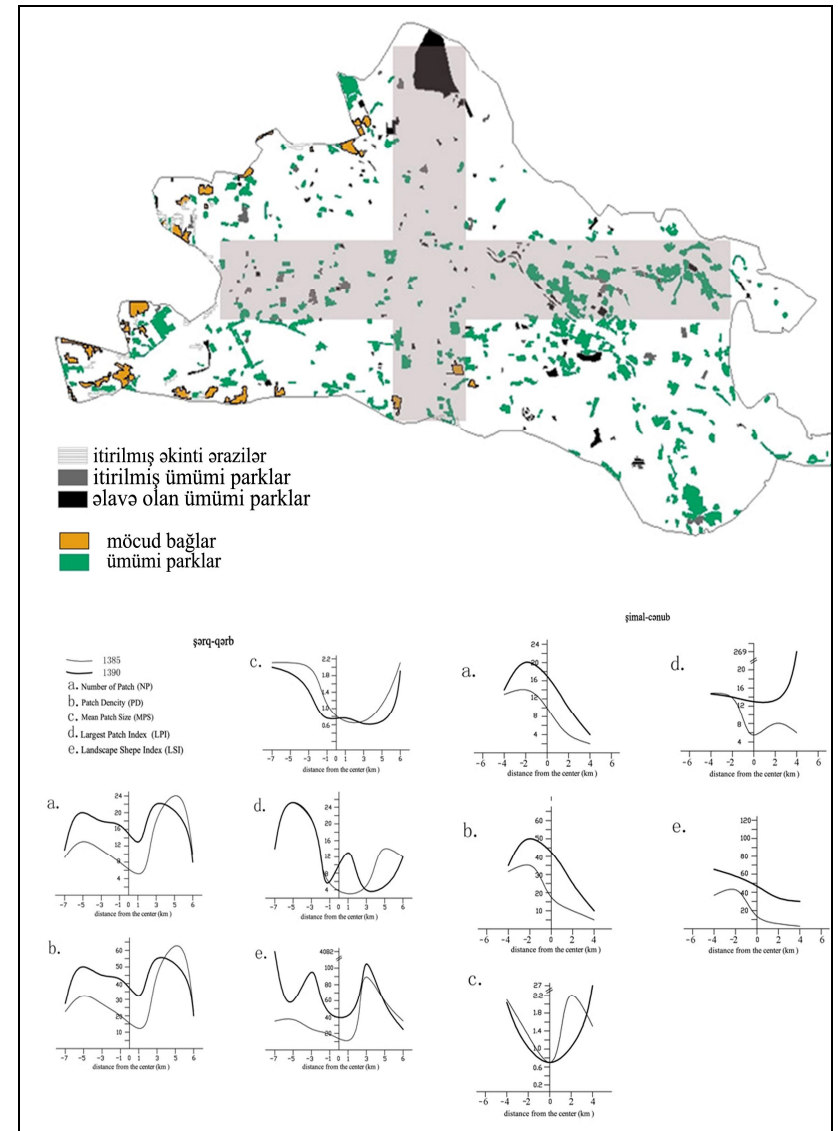 itirilmış əkinti ərazilər
itirilmiş ümümi parklar
əlavə olan ümümi parklar
möcud bağlar
ümümi parklar
şərq-qərb
1385
1390
a. Number of Patch (NP)
b. Patch Dencity (PD)
c. Mean Patch Size (MPS)
d. Largest Patch Index (LPI)
e. Landscape Shepe Index (LSI)
c.
2.2
1.8
1.4
1.0
0.6
-7 -5 -3 -1 0 1 3 5 6
distance from the center (km )
a.
24
20
16
12
8
4
-7 -5 -3 -1 0 1 3 5 6
distance from the center (km )
d.
24
20
16
12
8
4
-7 -5 -3 -1 0 1 3 5 6
distance from the center (km )
b.
60
50
40
30
20
10
-7 -5 -3 -1 0 1 3 5 6
distance from the center (km )
e.
4082
100
80
60
40
20
-7 -5 -3 -1 0 1 3 5 6
distance from the center (km )
şimal-cənub
a.
24
20
16
12
8
4
-6 -4 -2 0 2 4 6
distance from the center (km )
d.
269
20
16
12
8
4
-6 -4 -2 0 2 4 6
distance from the center (km )
b.
60
50
40
30
20
10
-6 -4 -2 0 2 4 6
distance from the center (km )
e.
120
100
80
60
40
20
-6 -4 -2 0 2 4 6
distance from the center (km )
c.
27
2.2
1.8
1.4
1.0
0.6
0.2
-6 -4 -2 0 2 4 6
distance from the center (km )